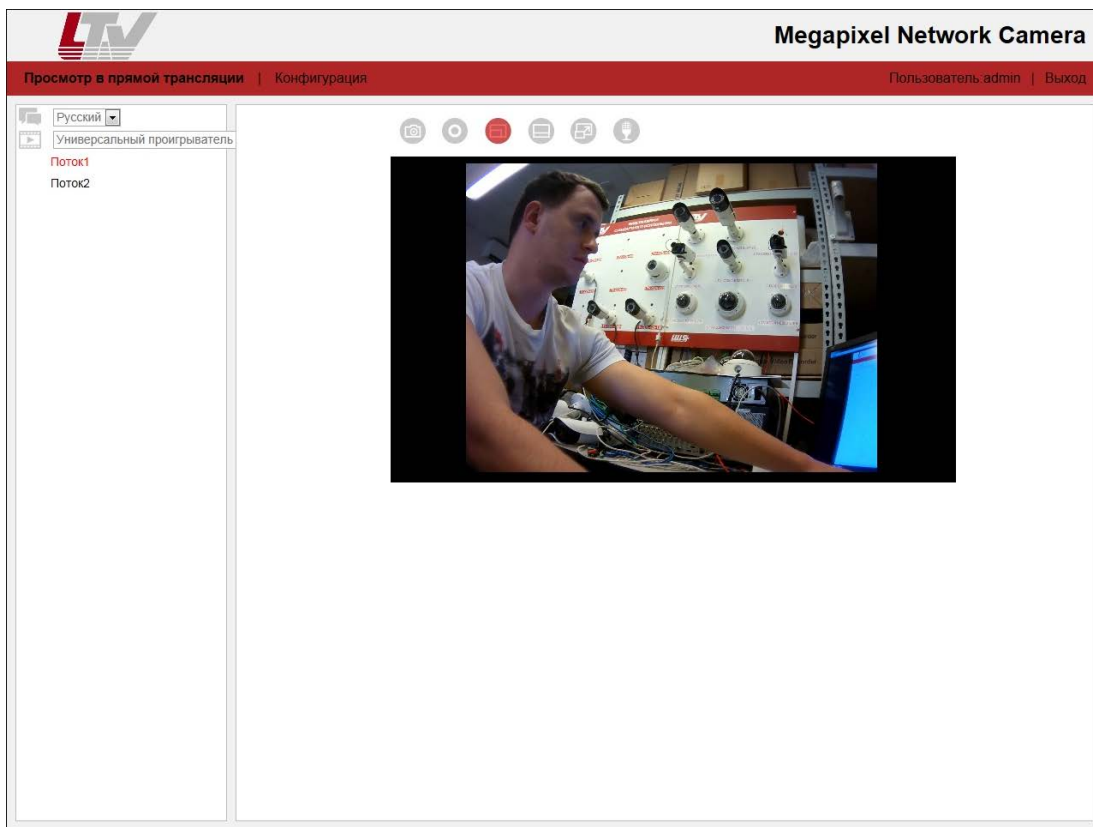 LTV
Megapixel Network Camera
Просмотр в прямой трансляции | Конфигурация
Пользователь:admin | Выход
Русский
Универсальный проигрыватель
Поток1
Поток2